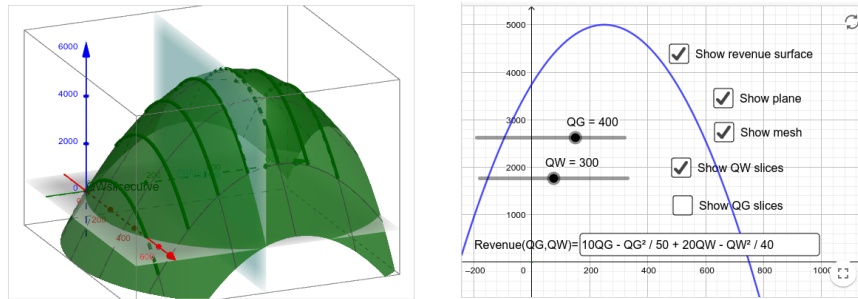 6000
4000
2000
0
200
400
600
5000
4000
3000
2000
1000
−200
0
200
400
600
800
1000
Show revenue surface
Show plane
QG = 400
Show mesh
QW = 300
Show QW slices
Show QG slices
Revenue(QG,QW)= 10QG - QG² / 50 + 20QW - QW² / 40